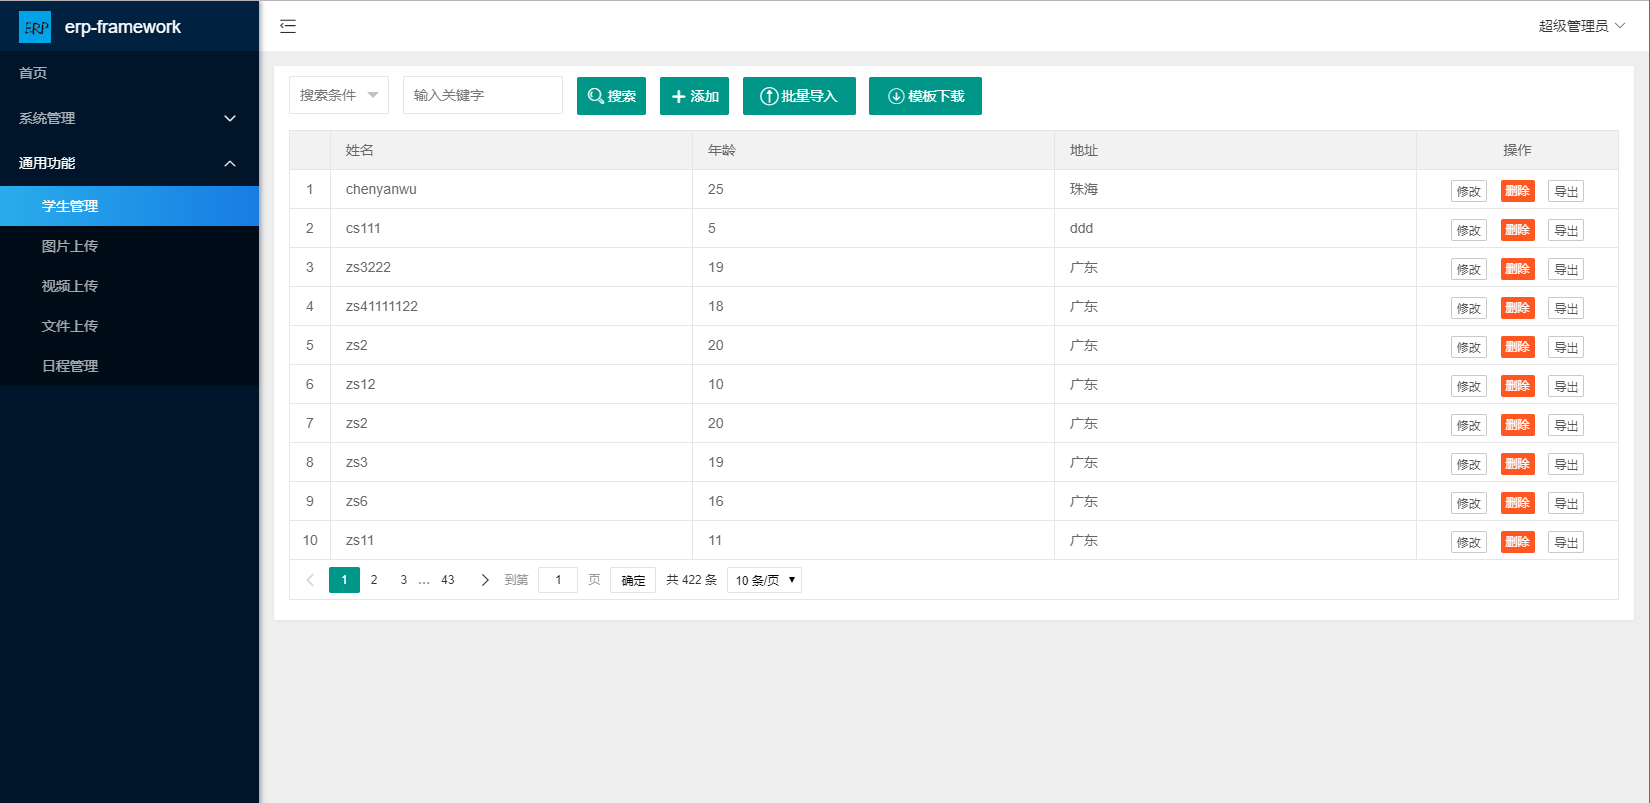 ERP erp-framework
超级管理员
首页
系统管理
通用功能
学生管理
图片上传
视频上传
文件上传
日程管理
搜索条件 输入关键字 搜索 添加 批量导入 模板下载
姓名 年龄 地址 操作
1 chenyanwu 25 珠海 修改 删除 导出
2 cs111 5 ddd 修改 删除 导出
3 zs3222 19 广东 修改 删除 导出
4 zs41111122 18 广东 修改 删除 导出
5 zs2 20 广东 修改 删除 导出
6 zs12 10 广东 修改 删除 导出
7 zs2 20 广东 修改 删除 导出
8 zs3 19 广东 修改 删除 导出
9 zs6 16 广东 修改 删除 导出
10 zs11 11 广东 修改 删除 导出
1 2 3 … 43 到第 1 页 确定 共 422 条 10 条/页